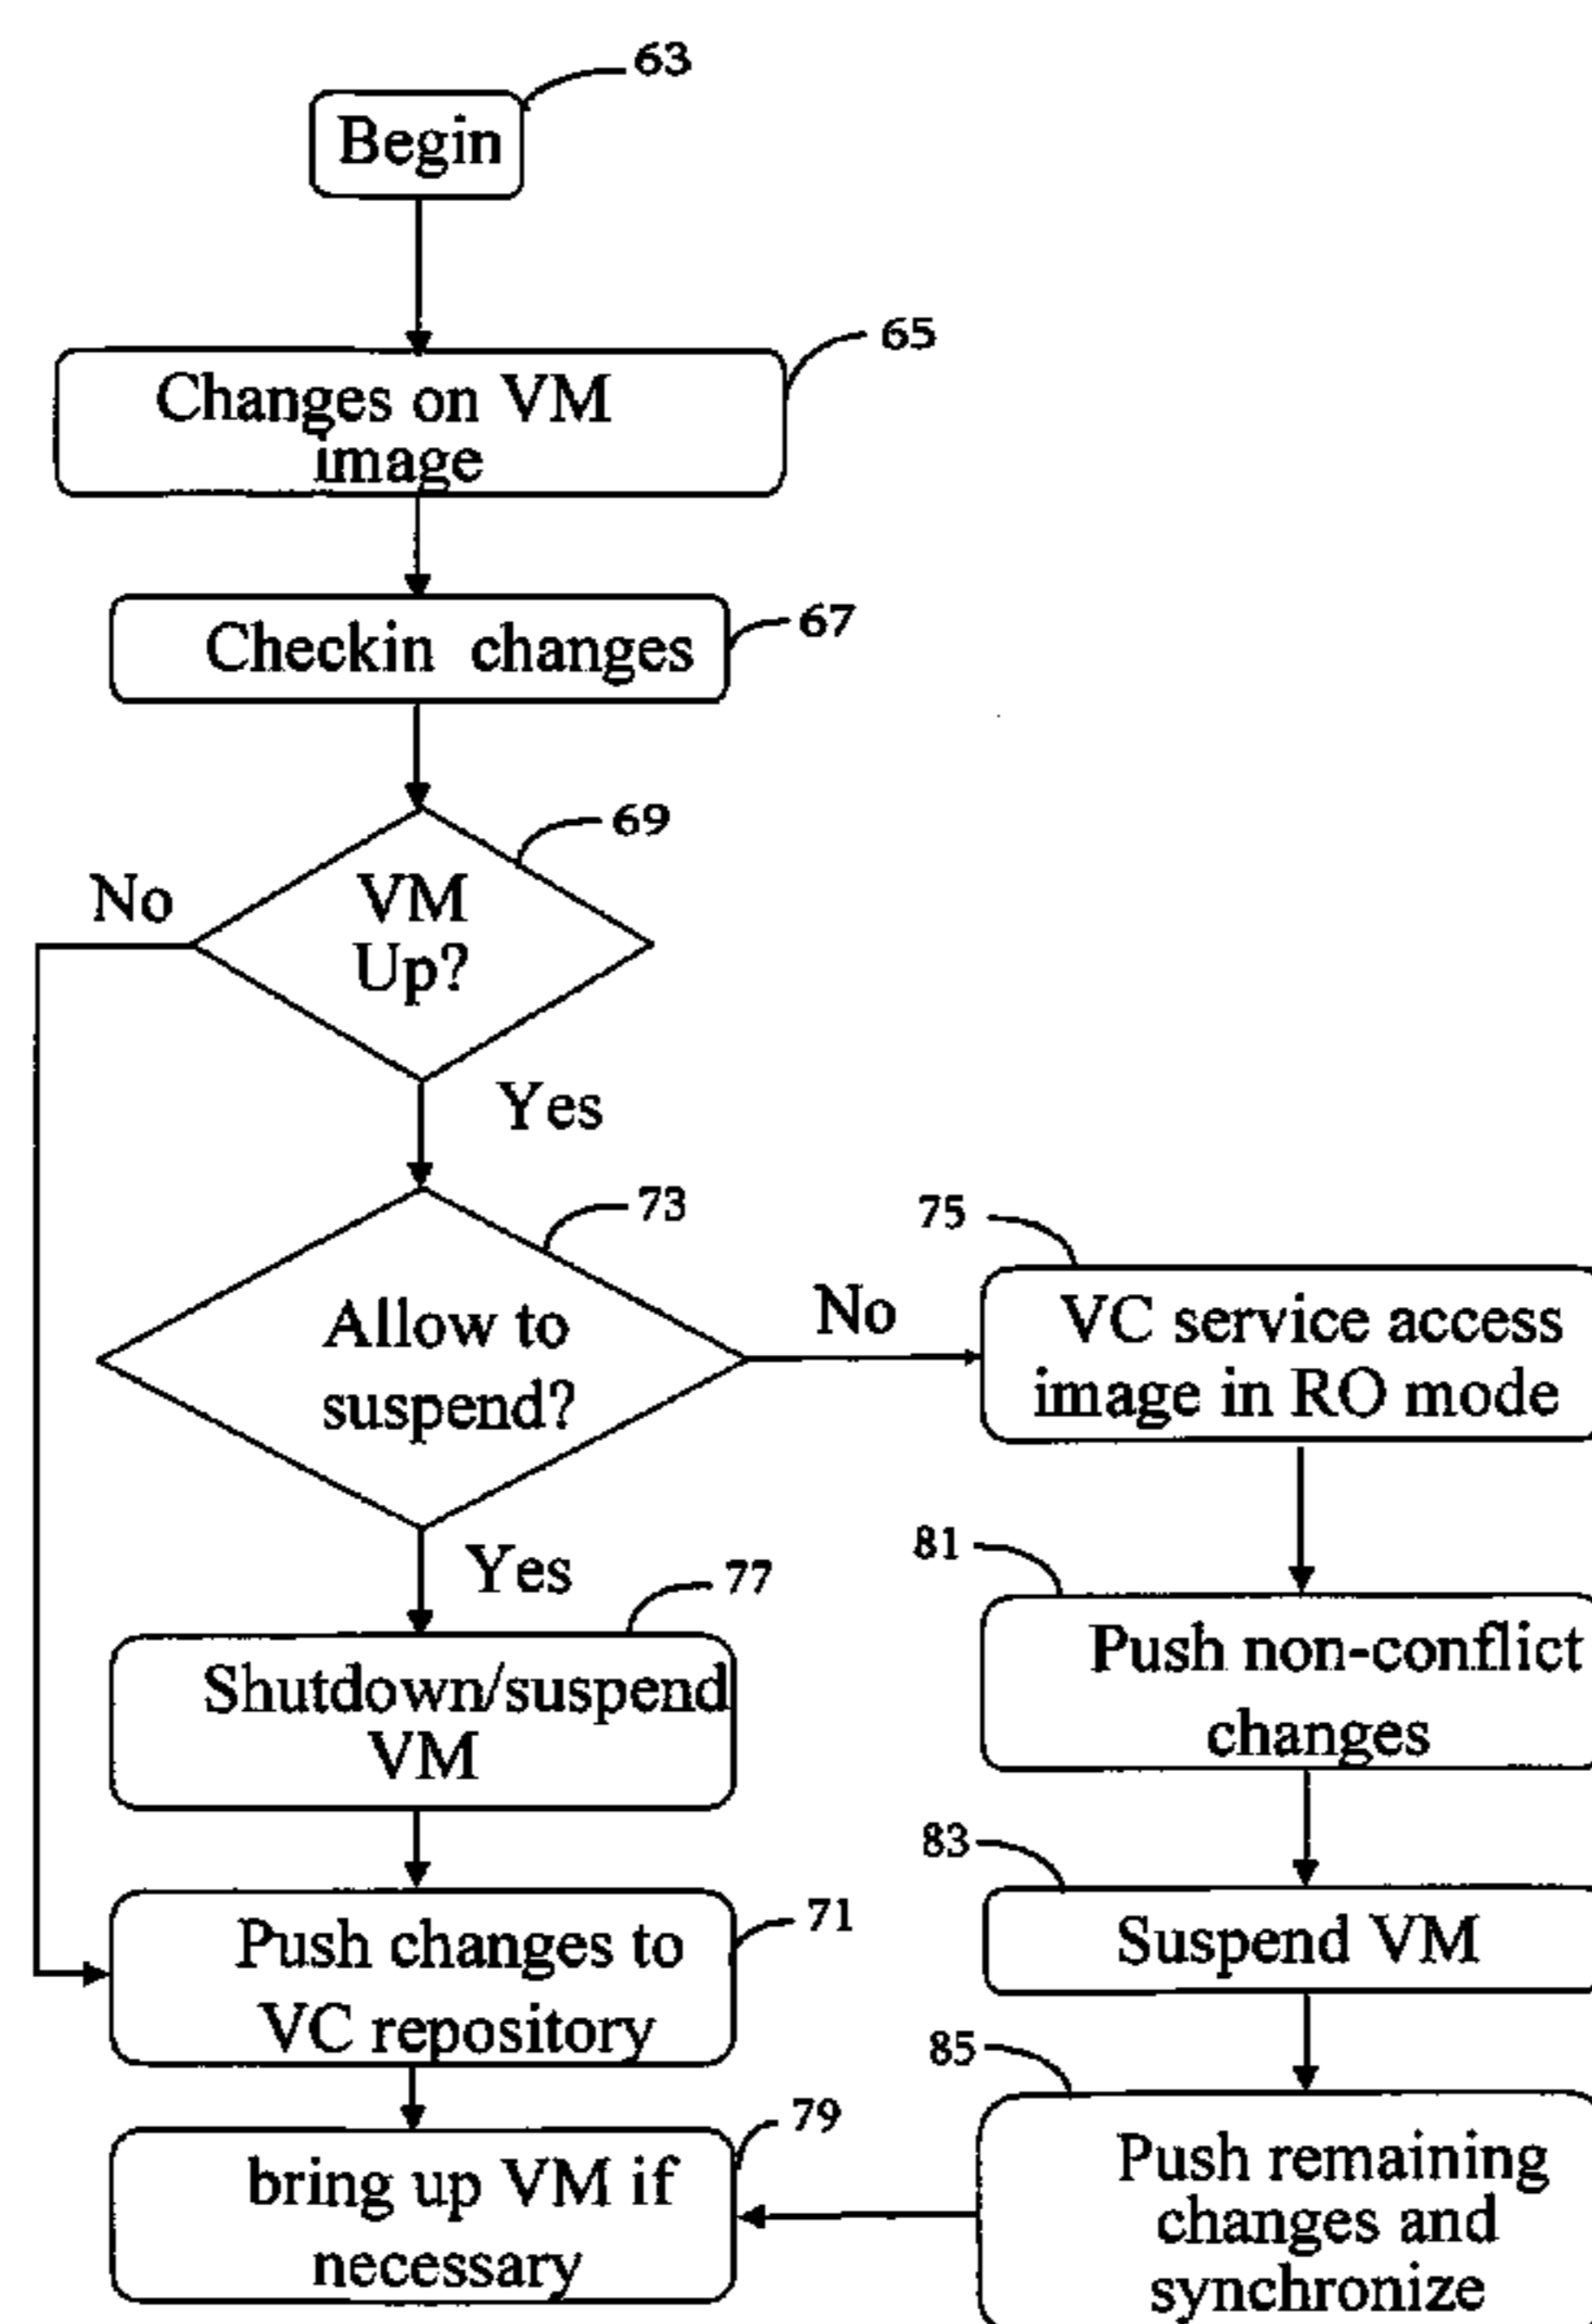 63
Begin
65
Changes on VM
image
67
Checkin changes
69
No
VM
Up?
Yes
73
Allow to
suspend?
No
75
VC service access
image in RO mode
Yes
77
Shutdown/suspend
VM
81
Push non-conflict
changes
71
Push changes to
VC repository
83
Suspend VM
79
bring up VM if
necessary
85
Push remaining
changes and
synchronize